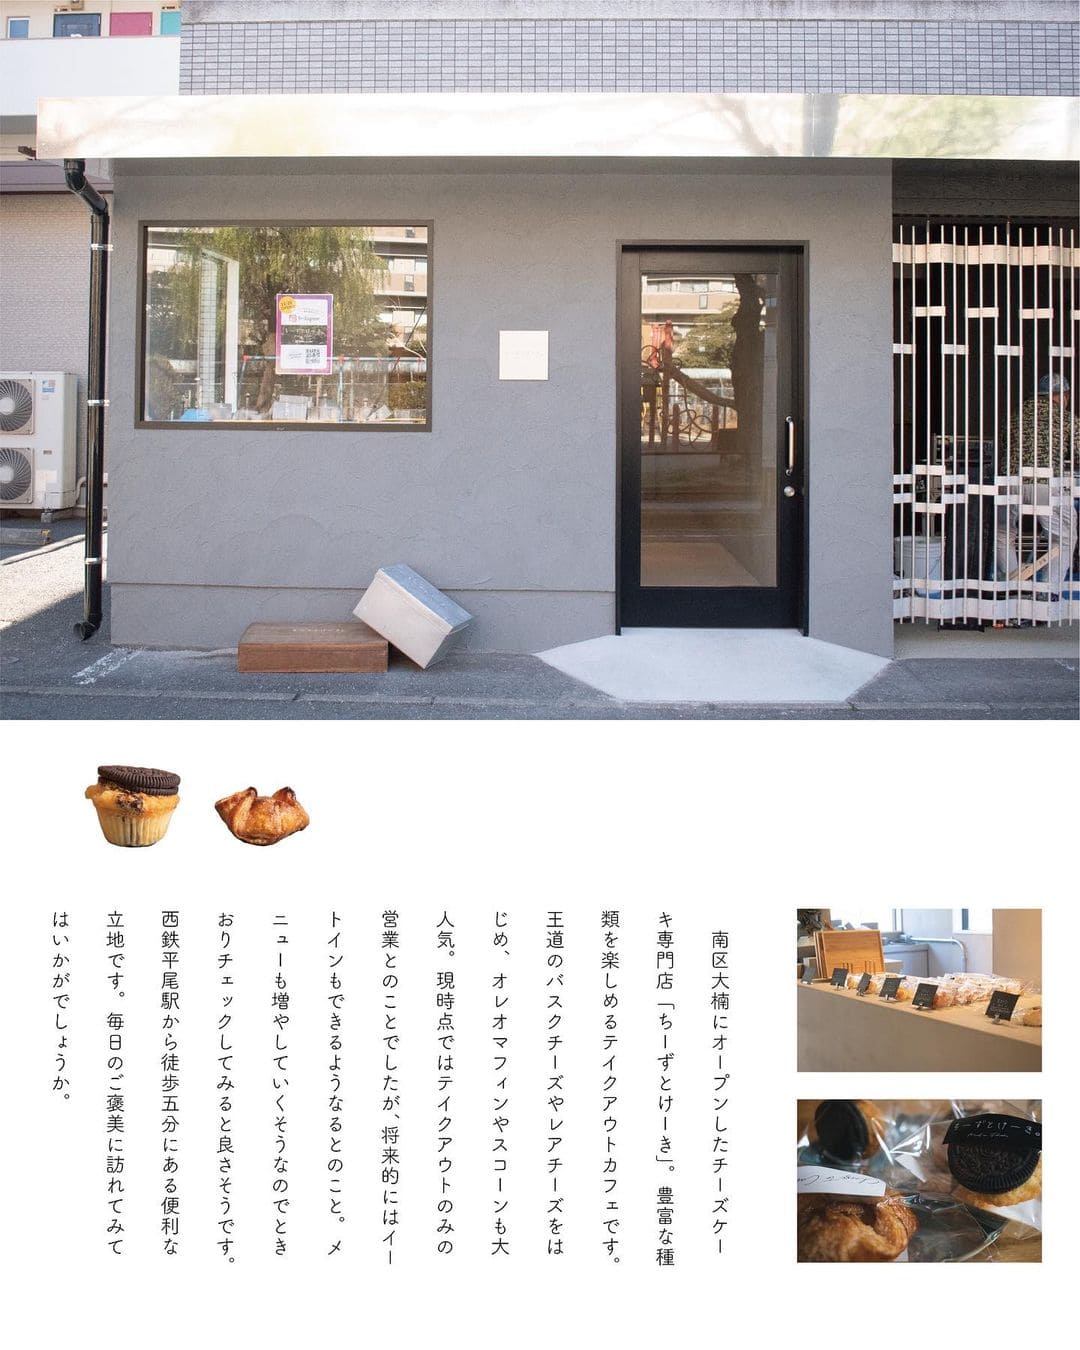 南区大楠にオープンしたチーズケー
キ専門店「ちーずとけーき」。豊富な種
類を楽しめるテイクアウトカフェです。
王道のバスクチーズやレアチーズをは
じめ、オレオマフィンやスコーンも大
人気。現時点ではテイクアウトのみの
営業とのことでしたが、将来的にはイー
トインもできるようなるとのこと。メ
ニューも増やしていくそうなのでとき
おりチェックしてみると良さそうです。
西鉄平尾駅から徒歩五分にある便利な
立地です。毎日のご褒美に訪れてみて
はいかがでしょうか。
ちーずとけーき。